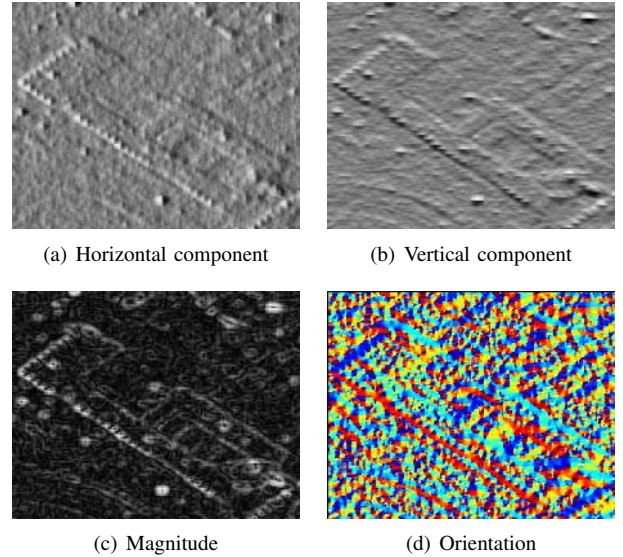 (a) Horizontal component
(b) Vertical component
(c) Magnitude
(d) Orientation